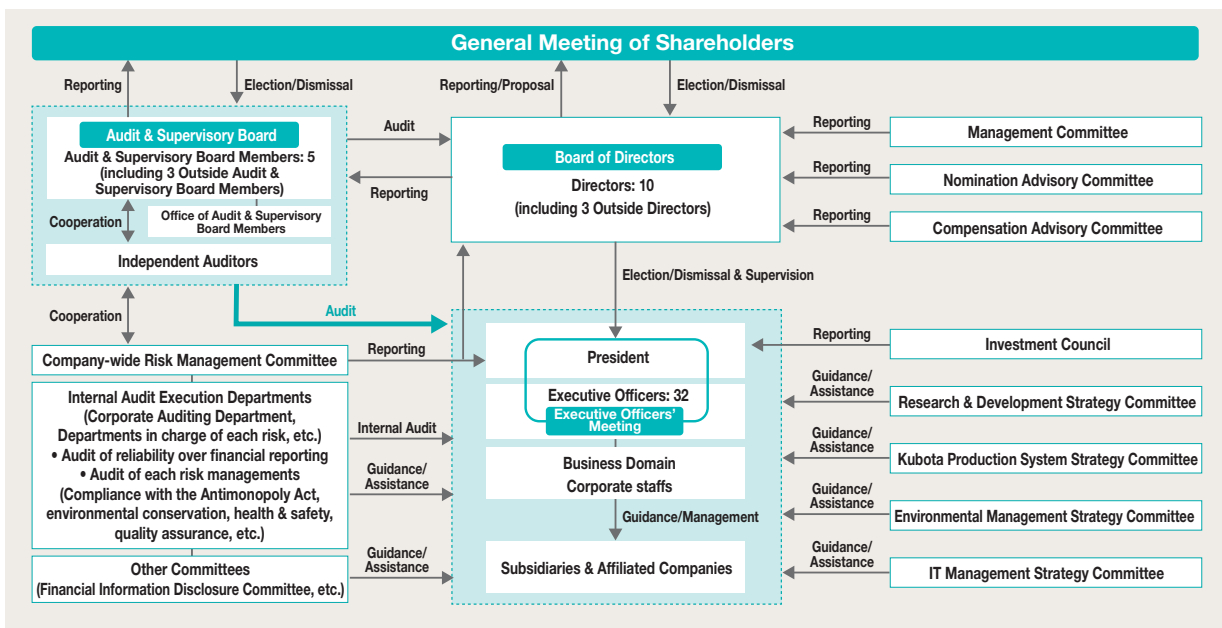 General Meeting of Shareholders
Reporting
Election/Dismissal
Reporting/Proposal
Election/Dismissal
Audit & Supervisory Board
Audit & Supervisory Board Members: 5
(including 3 Outside Audit &
Supervisory Board Members)
Cooperation
Office of Audit & Supervisory
Board Members
Independent Auditors
Audit
Reporting
Board of Directors
Directors: 10
(including 3 Outside Directors)
Reporting
Management Committee
Reporting
Nomination Advisory Committee
Reporting
Compensation Advisory Committee
Election/Dismissal & Supervision
Cooperation
Audit
Company-wide Risk Management Committee
Reporting
President
Executive Officers: 32
Executive Officers'
Meeting
Reporting
Investment Council
Internal Audit Execution Departments
(Corporate Auditing Department,
Departments in charge of each risk, etc.)
• Audit of reliability over financial reporting
• Audit of each risk managements
(Compliance with the Antimonopoly Act,
environmental conservation, health & safety,
quality assurance, etc.)
Internal Audit
Guidance/
Assistance
Business Domain
Corporate staffs
Guidance/Management
Guidance/
Assistance
Research & Development Strategy Committee
Guidance/
Assistance
Kubota Production System Strategy Committee
Guidance/
Assistance
Environmental Management Strategy Committee
Other Committees
(Financial Information Disclosure Committee, etc.)
Guidance/
Assistance
Subsidiaries & Affiliated Companies
Guidance/
Assistance
IT Management Strategy Committee